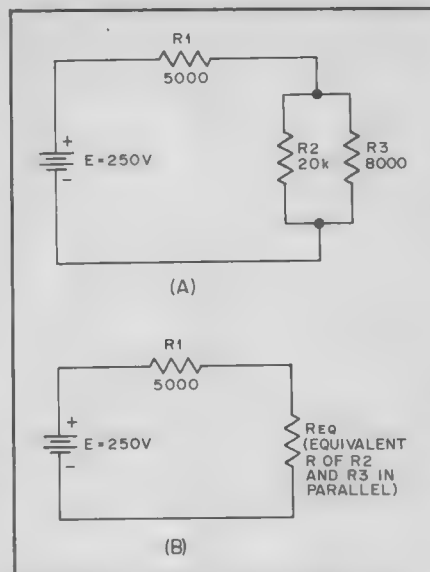 R1
5000
+
E = 250V
-
R2
20k
R3
8000
(A)
R1
5000
+
E = 250V
-
REQ
(EQUIVALENT
R OF R2
AND R3 IN
PARALLEL)
(B)